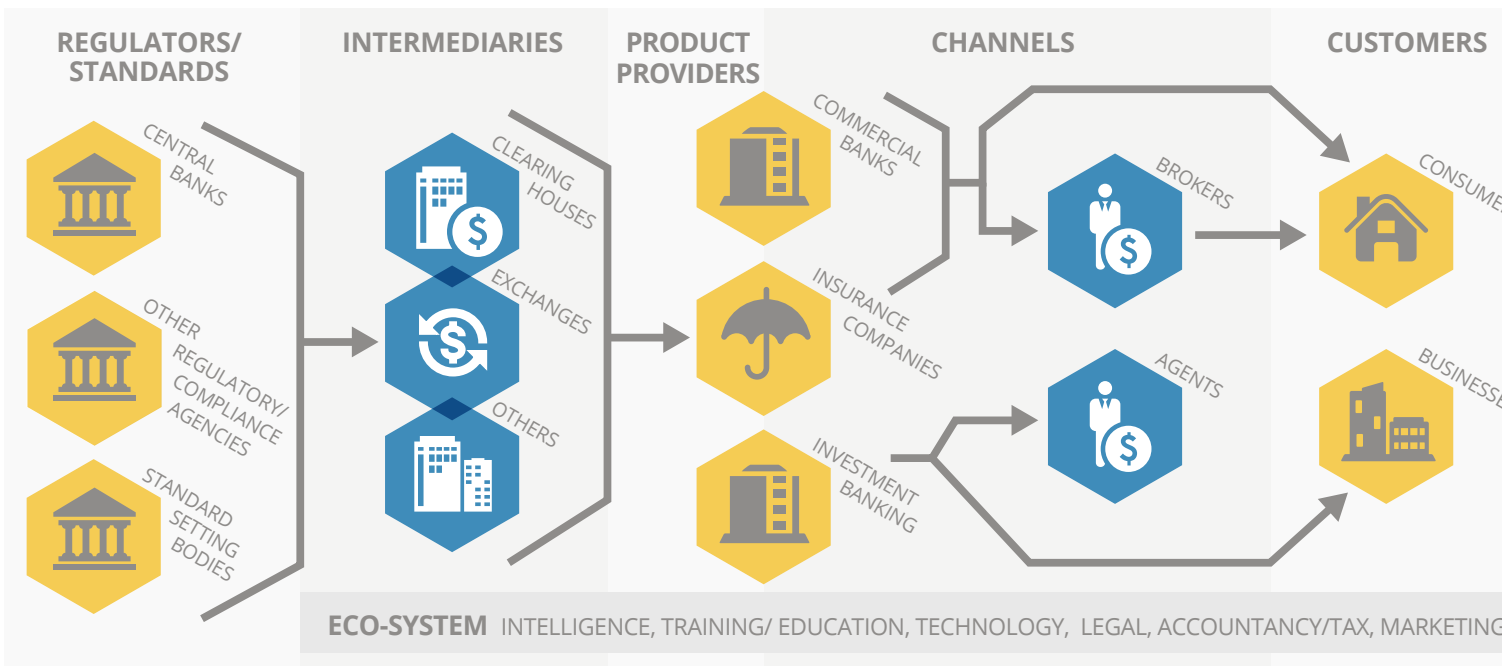 REGULATORS/
STANDARDS
INTERMEDIARIES
PRODUCT
PROVIDERS
CHANNELS
CUSTOMERS
CENTRAL
BANKS
OTHER
REGULATORY/
COMPLIANCE
AGENCIES
STANDARD
SETTING
BODIES
CLEARING
HOUSES
EXCHANGES
OTHERS
COMMERCIAL
BANKS
INSURANCE
COMPANIES
INVESTMENT
BANKING
BROKERS
AGENTS
ECO-SYSTEM INTELLIGENCE, TRAINING/ EDUCATION, TECHNOLOGY, LEGAL, ACCOUNTANCY/TAX, MARKETING